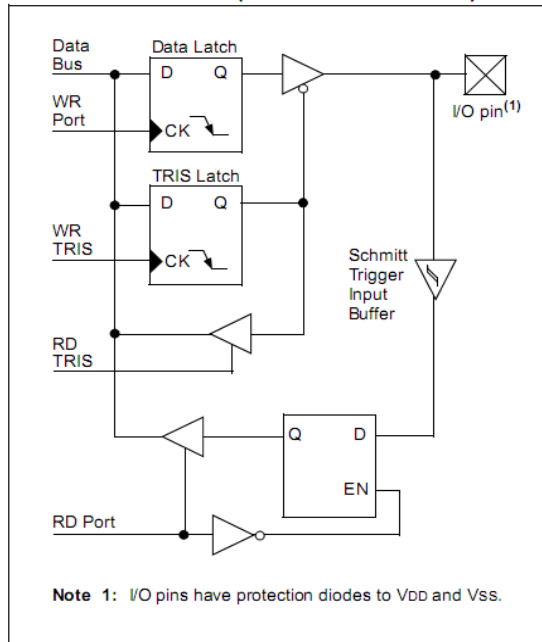 Data
Bus
Data Latch
D Q
WR
Port
CK
I/O pin(1)
TRIS Latch
D Q
WR
TRIS
CK
Schmitt
Trigger
Input
Buffer
RD
TRIS
Q D
EN
RD Port
Note 1: I/O pins have protection diodes to VDD and VSS.